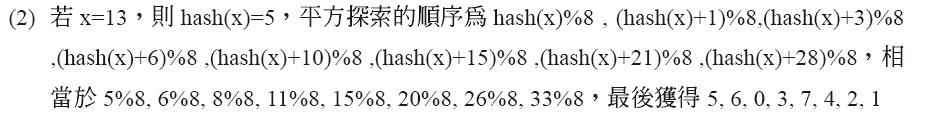 (2) 若 x=13，則 hash(x)=5，平方探索的順序為 hash(x)%8 , (hash(x)+1)%8,(hash(x)+3)%8
,(hash(x)+6)%8 ,(hash(x)+10)%8 ,(hash(x)+15)%8 ,(hash(x)+21)%8 ,(hash(x)+28)%8，相
當於 5%8, 6%8, 8%8, 11%8, 15%8, 20%8, 26%8, 33%8，最後獲得 5, 6, 0, 3, 7, 4, 2, 1